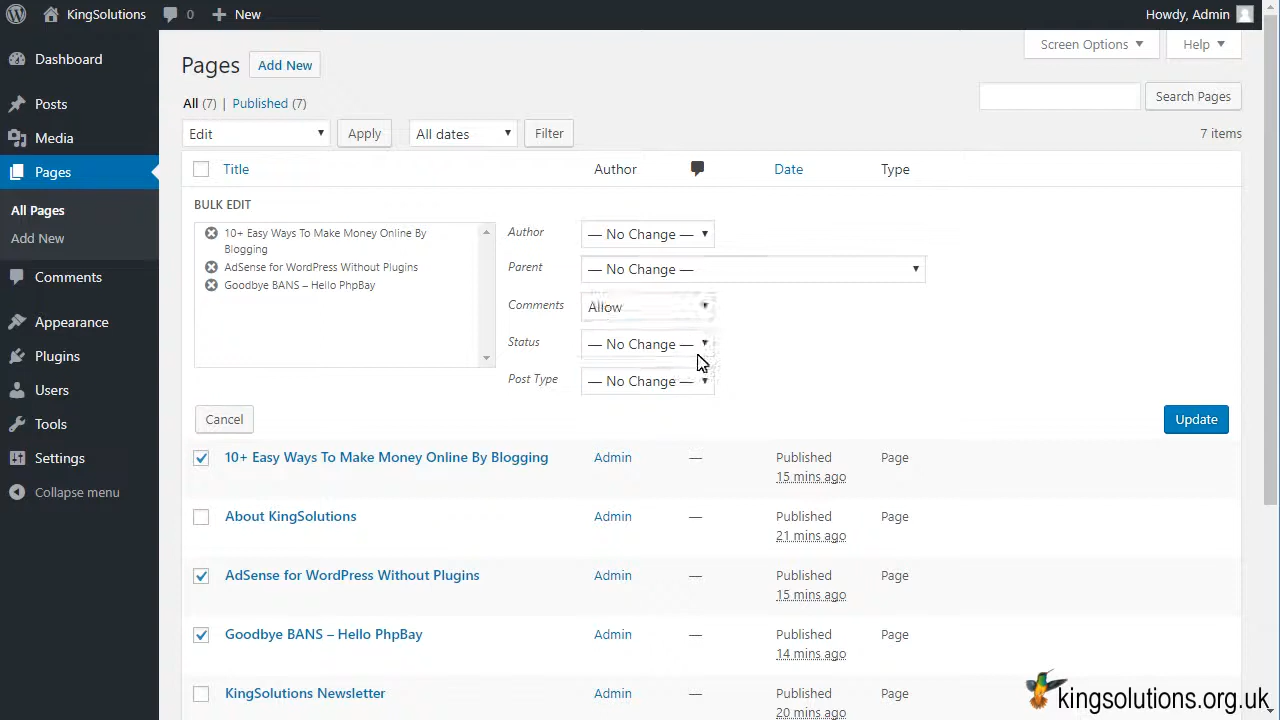 KingSolutions 0 New Howdy, Admin
Dashboard
Posts
Media
Pages
All Pages
Add New
Comments
Appearance
Plugins
Users
Tools
Settings
Collapse menu
Screen Options Help
Pages Add New
All (7) | Published (7)
Search Pages
Edit Apply All dates Filter 7 items
Title Author Date Type
BULK EDIT
10+ Easy Ways To Make Money Online By
Blogging
AdSense for WordPress Without Plugins
Goodbye BANS – Hello PhpBay
Author — No Change —
Parent — No Change —
Comments Allow
Status — No Change —
Post Type — No Change —
Cancel Update
10+ Easy Ways To Make Money Online By Blogging Admin — Published Page
15 mins ago
About KingSolutions Admin — Published Page
21 mins ago
AdSense for WordPress Without Plugins Admin — Published Page
15 mins ago
Goodbye BANS – Hello PhpBay Admin — Published Page
14 mins ago
KingSolutions Newsletter Admin — Published Page
20 mins ago
kingsolutions.org.uk